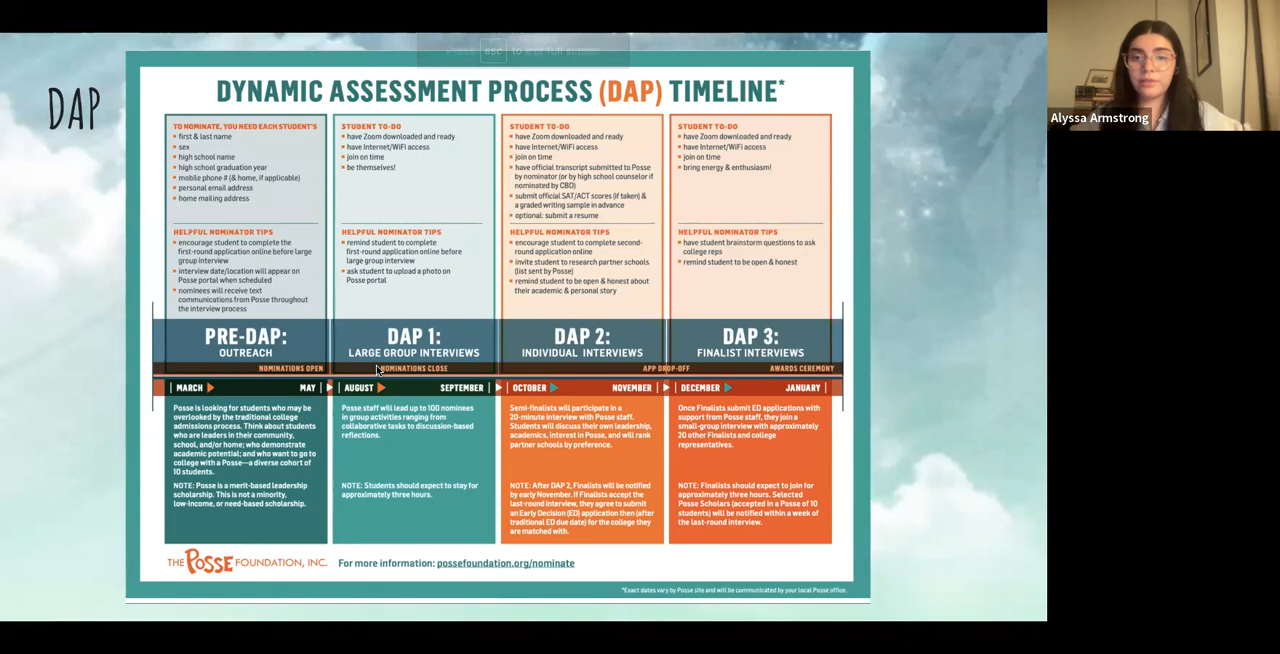 Press esc to exit full screen
DAP
DYNAMIC ASSESSMENT PROCESS (DAP) TIMELINE*
TO NOMINATE, YOU NEED EACH STUDENT'S
first & last name
sex
high school name
high school graduation year
mobile phone # (& home, if applicable)
personal email address
home mailing address
HELPFUL NOMINATOR TIPS
encourage student to complete the
first-round application online before large
group interview
interview date/location will appear on
Posse portal when scheduled
nominees will receive text
communications from Posse throughout
the interview process
STUDENT TO-DO
have Zoom downloaded and ready
have Internet/WiFi access
join on time
be themselves!
HELPFUL NOMINATOR TIPS
remind student to complete
first-round application online before
large group interview
ask student to upload a photo on
Posse portal
STUDENT TO-DO
have Zoom downloaded and ready
have Internet/WiFi access
join on time
have official transcript submitted to Posse
by nominator (or by high school counselor if
nominated by CBO)
submit official SAT/ACT scores (if taken) &
a graded writing sample in advance
optional: submit a resume
HELPFUL NOMINATOR TIPS
encourage student to complete second-
round application online
invite student to research partner schools
(list sent by Posse)
remind student to be open & honest about
their academic & personal story
STUDENT TO-DO
have Zoom downloaded and ready
have Internet/WiFi access
join on time
bring energy & enthusiasm!
HELPFUL NOMINATOR TIPS
have student brainstorm questions to ask
college reps
remind student to be open & honest
PRE-DAP:
OUTREACH
DAP 1:
LARGE GROUP INTERVIEWS
DAP 2:
INDIVIDUAL INTERVIEWS
DAP 3:
FINALIST INTERVIEWS
NOMINATIONS OPEN
NOMINATIONS CLOSE
APP DROP-OFF
AWARDS CEREMONY
MARCH MAY
AUGUST SEPTEMBER
OCTOBER NOVEMBER
DECEMBER JANUARY
Posse is looking for students who may be
overlooked by the traditional college
admissions process. Think about students
who are leaders in their community,
school, and/or home; who demonstrate
academic potential; and who want to go to
college with a Posse—a diverse cohort of
10 students.
NOTE: Posse is a merit-based leadership
scholarship. This is not a minority,
low-income, or need-based scholarship.
Posse staff will lead up to 100 nominees
in group activities ranging from
collaborative tasks to discussion-based
reflections.
NOTE: Students should expect to stay for
approximately three hours.
Semi-finalists will participate in a
20-minute interview with Posse staff.
Students will discuss their own leadership,
academics, interest in Posse, and will rank
partner schools by preference.
NOTE: After DAP 2, Finalists will be notified
by early November. If Finalists accept the
last-round interview, they agree to submit
an Early Decision (ED) application then (after
traditional ED due date) for the college they
are matched with.
Once Finalists submit ED applications with
support from Posse staff, they join a
small-group interview with approximately
20 other Finalists and college
representatives.
NOTE: Finalists should expect to join for
approximately three hours. Selected
Posse Scholars (accepted in a Posse of 10
students) will be notified within a week of
the last-round interview.
THE POSSE FOUNDATION, INC.
For more information: possefoundation.org/nominate
*Exact dates vary by Posse site and will be communicated by your local Posse office.
Alyssa Armstrong